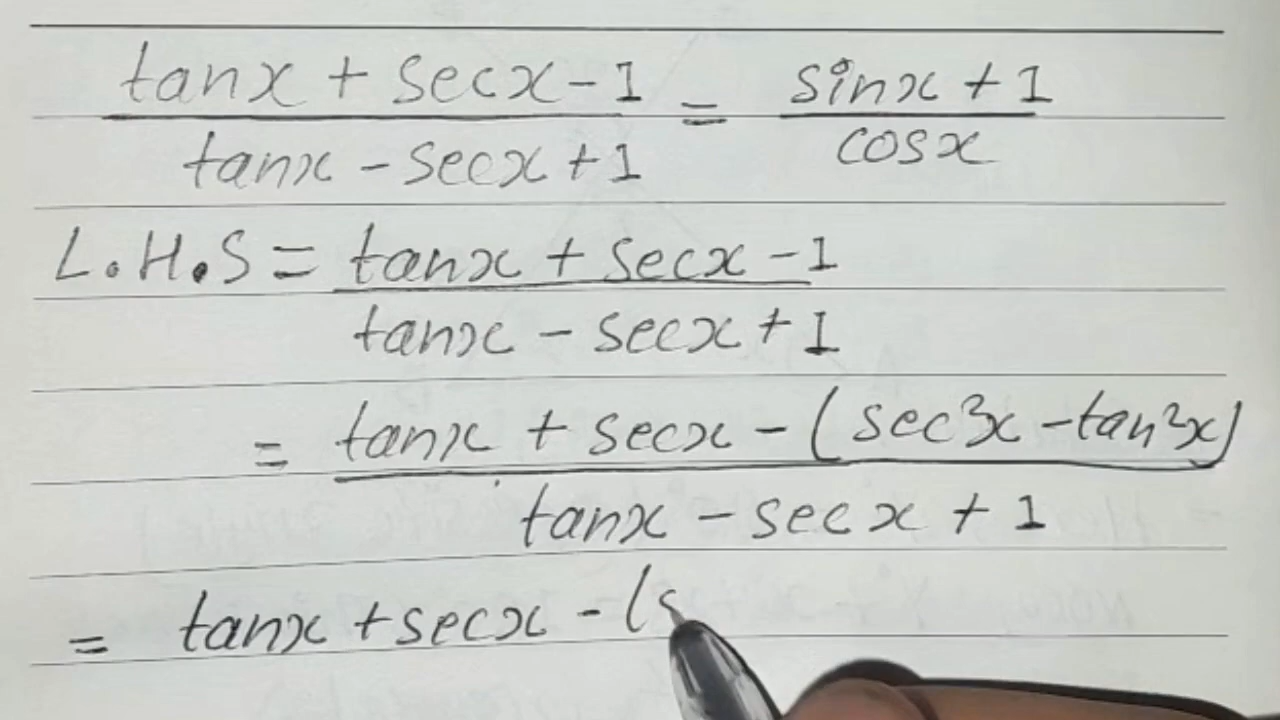 tanx + secx - 1 = sinx + 1
tanx - secx + 1 cosx
L.H.S = tanx + secx - 1
tanx - secx + 1
= tanx + secx - (sec²x - tan²x)
tanx - secx + 1
= tanx + secx - (s